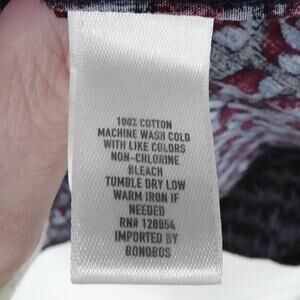 100% COTTON
MACHINE WASH COLD
WITH LIKE COLORS
NON-CHLORINE
BLEACH
TUMBLE DRY LOW
WARM IRON IF
NEEDED
RN# 128054
IMPORTED BY
BONOBOS